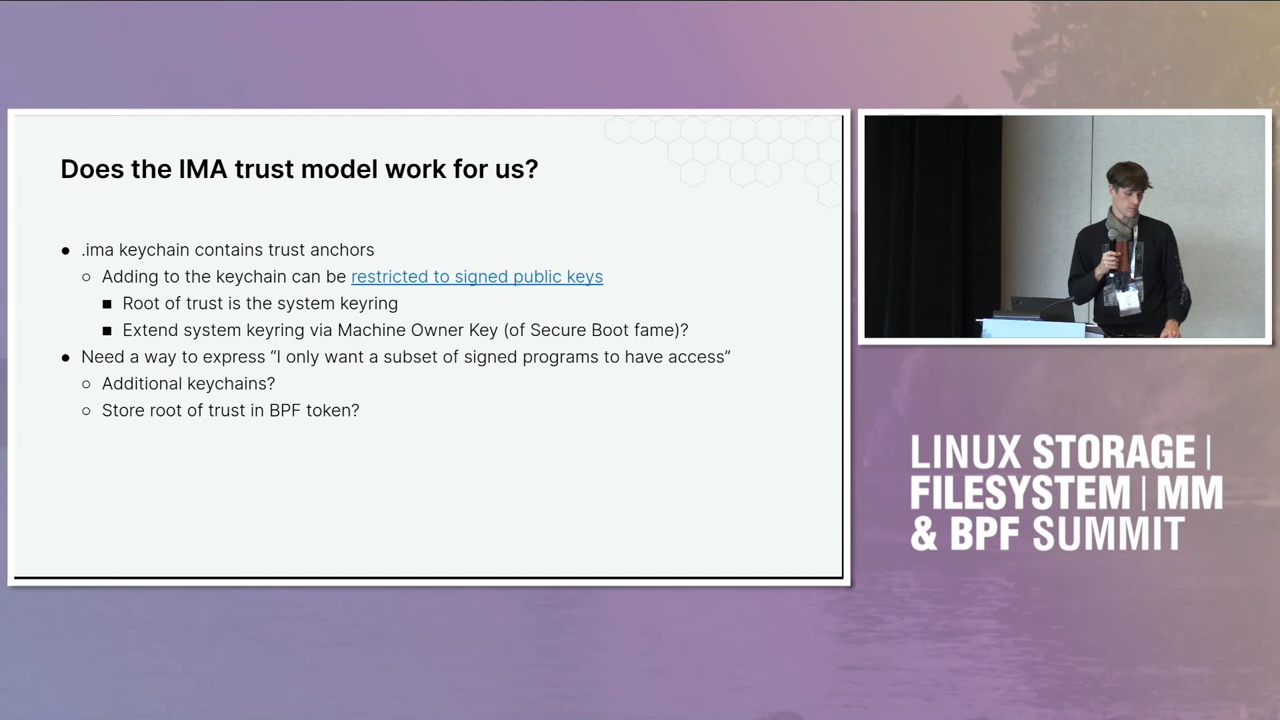 Does the IMA trust model work for us?
● .ima keychain contains trust anchors
○ Adding to the keychain can be restricted to signed public keys
■ Root of trust is the system keyring
■ Extend system keyring via Machine Owner Key (of Secure Boot fame)?
● Need a way to express “I only want a subset of signed programs to have access”
○ Additional keychains?
○ Store root of trust in BPF token?
LINUX STORAGE |
FILESYSTEM | MM
& BPF SUMMIT